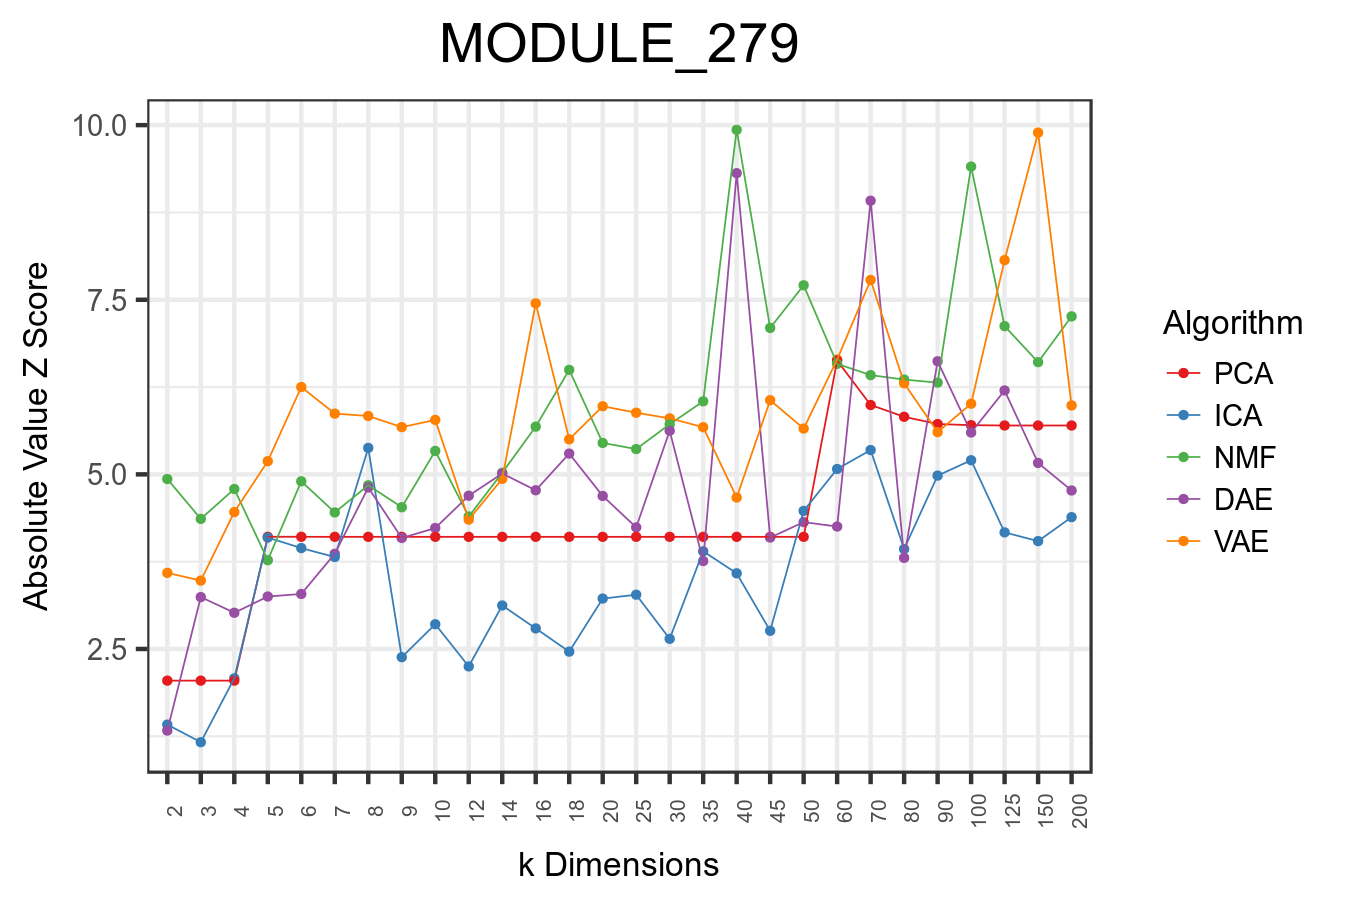 MODULE_279
Absolute Value Z Score
10.0
7.5
5.0
2.5
2 3 4 5 6 7 8 9 10 12 14 16 18 20 25 30 35 40 45 50 60 70 80 90 100 125 150 200
k Dimensions
Algorithm
PCA
ICA
NMF
DAE
VAE